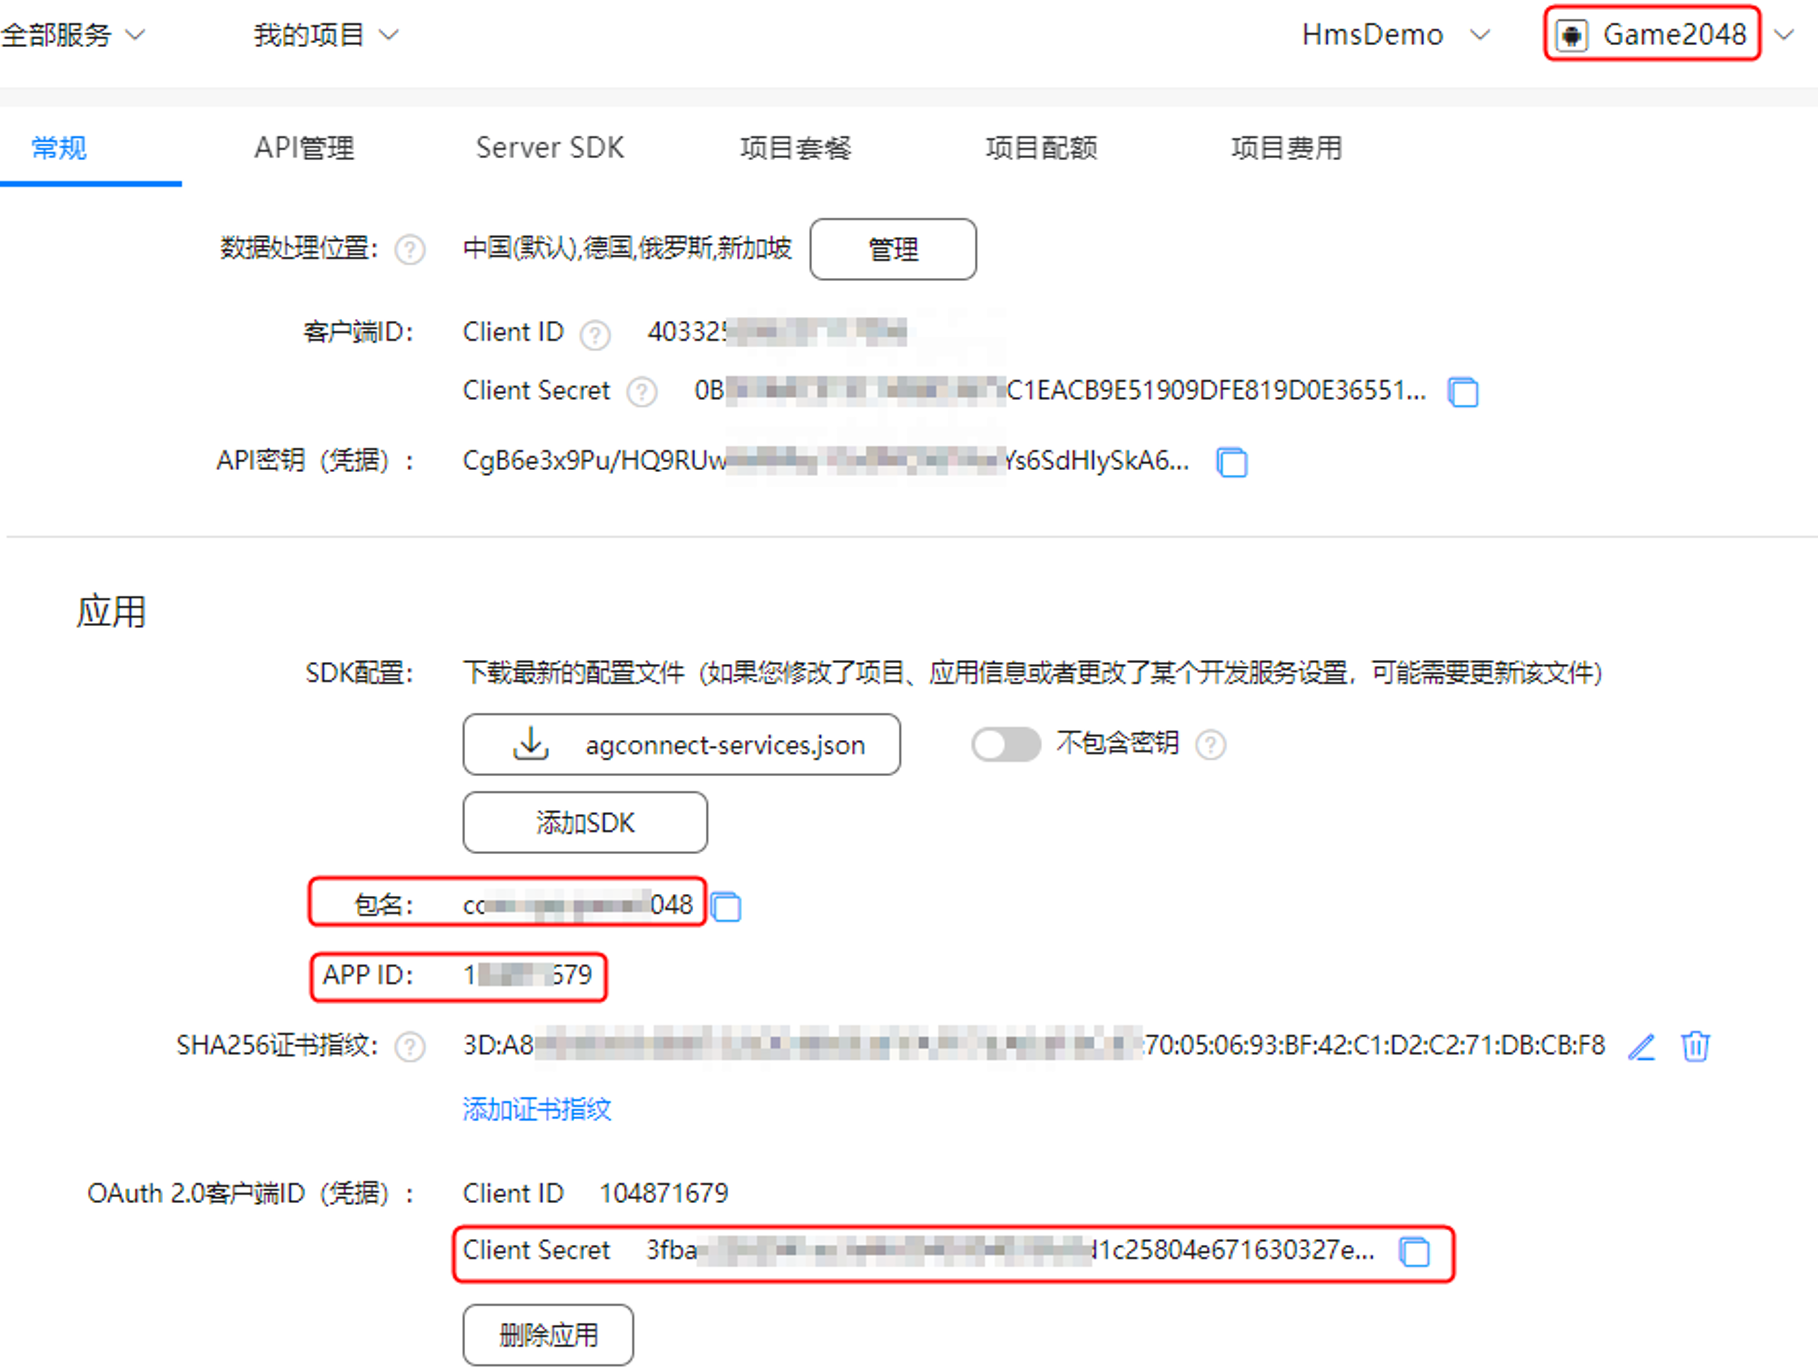 全部服务 我的项目 HmsDemo Game2048
常规 API管理 Server SDK 项目套餐 项目配额 项目费用
数据处理位置: 中国(默认),德国,俄罗斯,新加坡 管理
客户端ID: Client ID 40332
Client Secret 0B C1EACB9E51909DFE819D0E36551...
API密钥（凭据）: CgB6e3x9Pu/HQ9RUw Ys6SdHIySkA6...
应用
SDK配置: 下载最新的配置文件（如果您修改了项目、应用信息或者更改了某个开发服务设置，可能需要更新该文件）
agconnect-services.json 不包含密钥
添加SDK
包名: co 048
APP ID: 1 679
SHA256证书指纹: 3D:A8 :70:05:06:93:BF:42:C1:D2:C2:71:DB:CB:F8
添加证书指纹
OAuth 2.0客户端ID（凭据）: Client ID 104871679
Client Secret 3fba d1c25804e671630327e...
删除应用